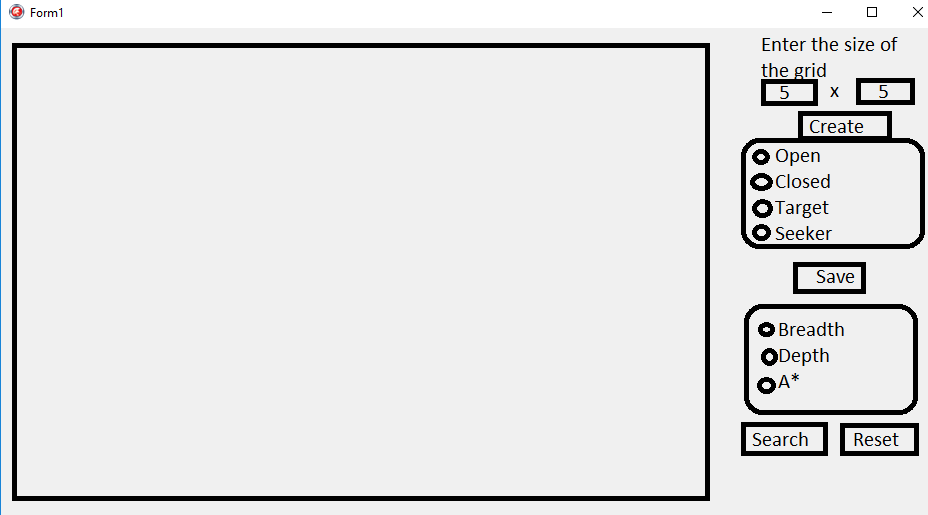 Form1
Enter the size of
the grid
5 x 5
Create
Open
Closed
Target
Seeker
Save
Breadth
Depth
A*
Search Reset